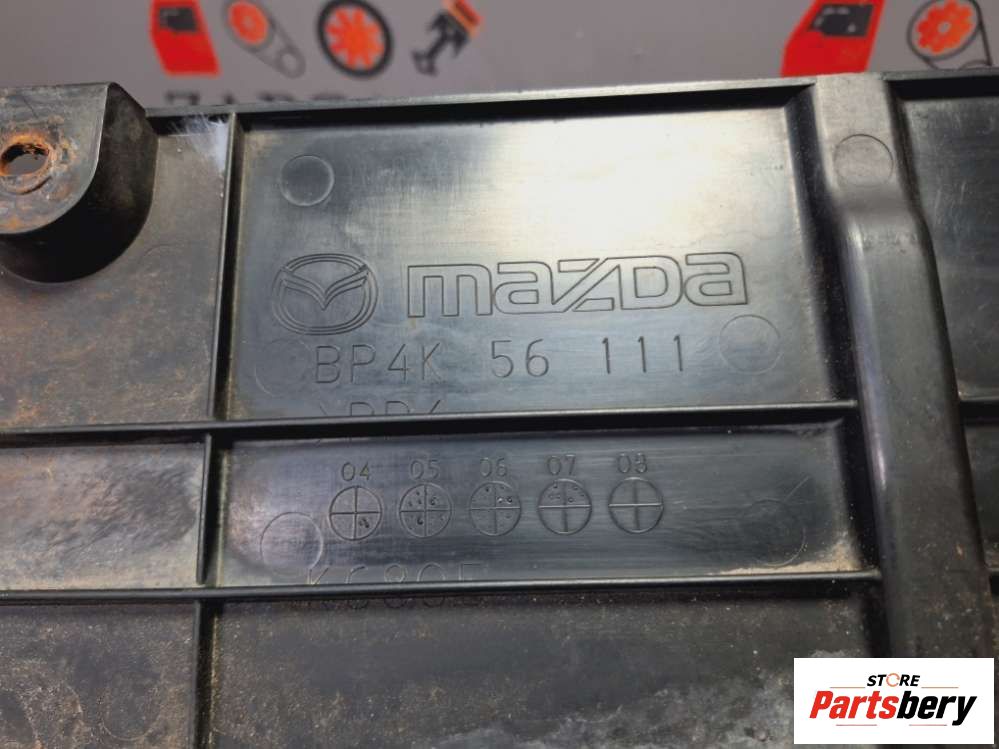 mazda
BP4K 56 111
04 05 06 07 08
STORE
Partsbery